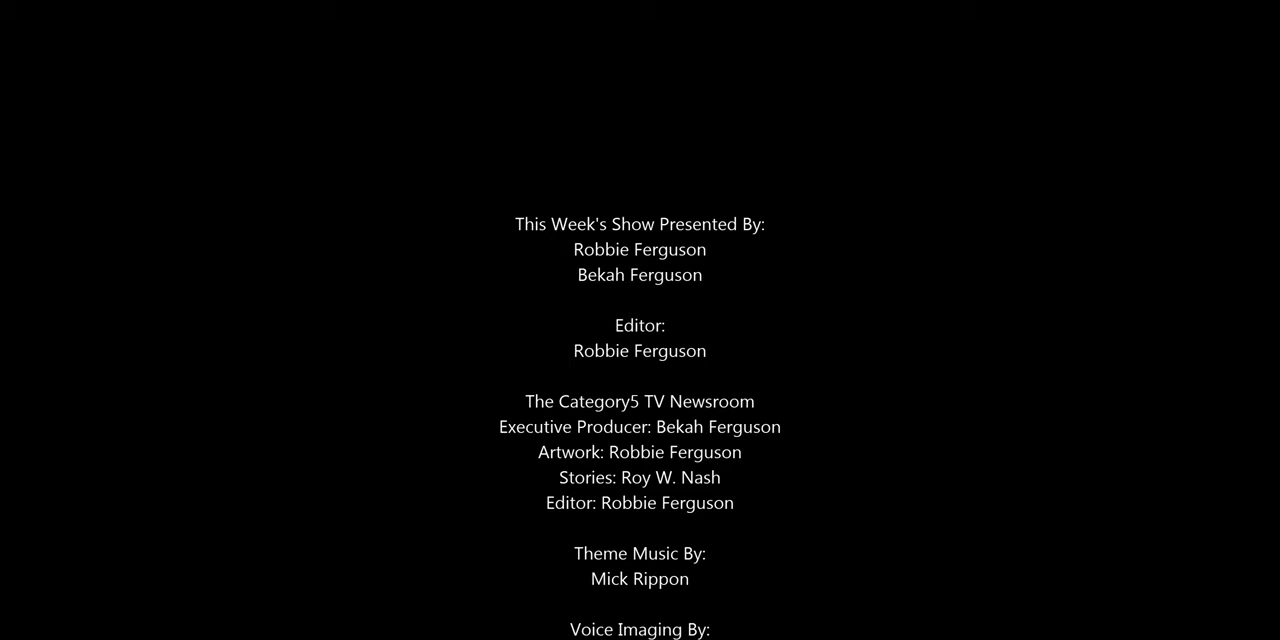 This Week's Show Presented By:
Robbie Ferguson
Bekah Ferguson
Editor:
Robbie Ferguson
The Category5 TV Newsroom
Executive Producer: Bekah Ferguson
Artwork: Robbie Ferguson
Stories: Roy W. Nash
Editor: Robbie Ferguson
Theme Music By:
Mick Rippon
Voice Imaging By: